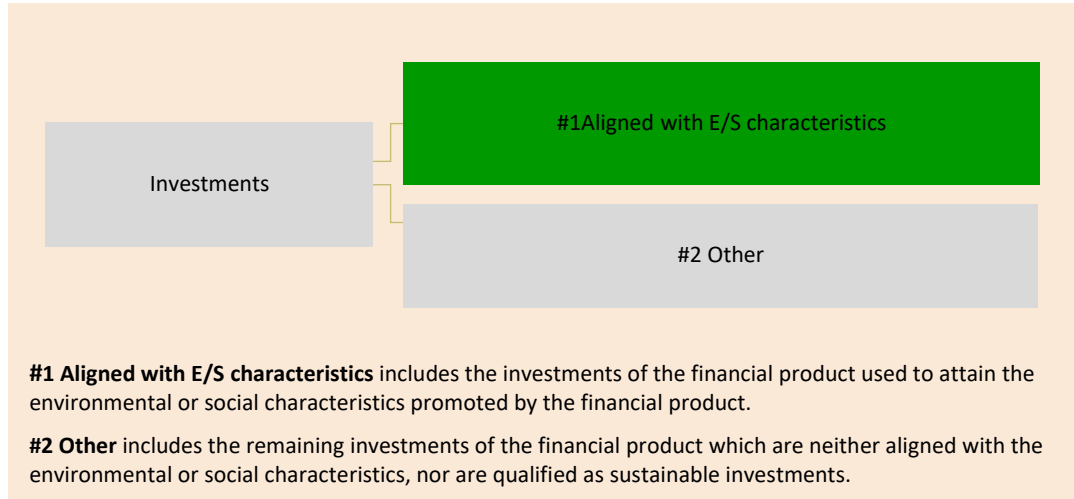 #1Aligned with E/S characteristics
Investments
#2 Other
#1 Aligned with E/S characteristics includes the investments of the financial product used to attain the
environmental or social characteristics promoted by the financial product.
#2 Other includes the remaining investments of the financial product which are neither aligned with the
environmental or social characteristics, nor are qualified as sustainable investments.